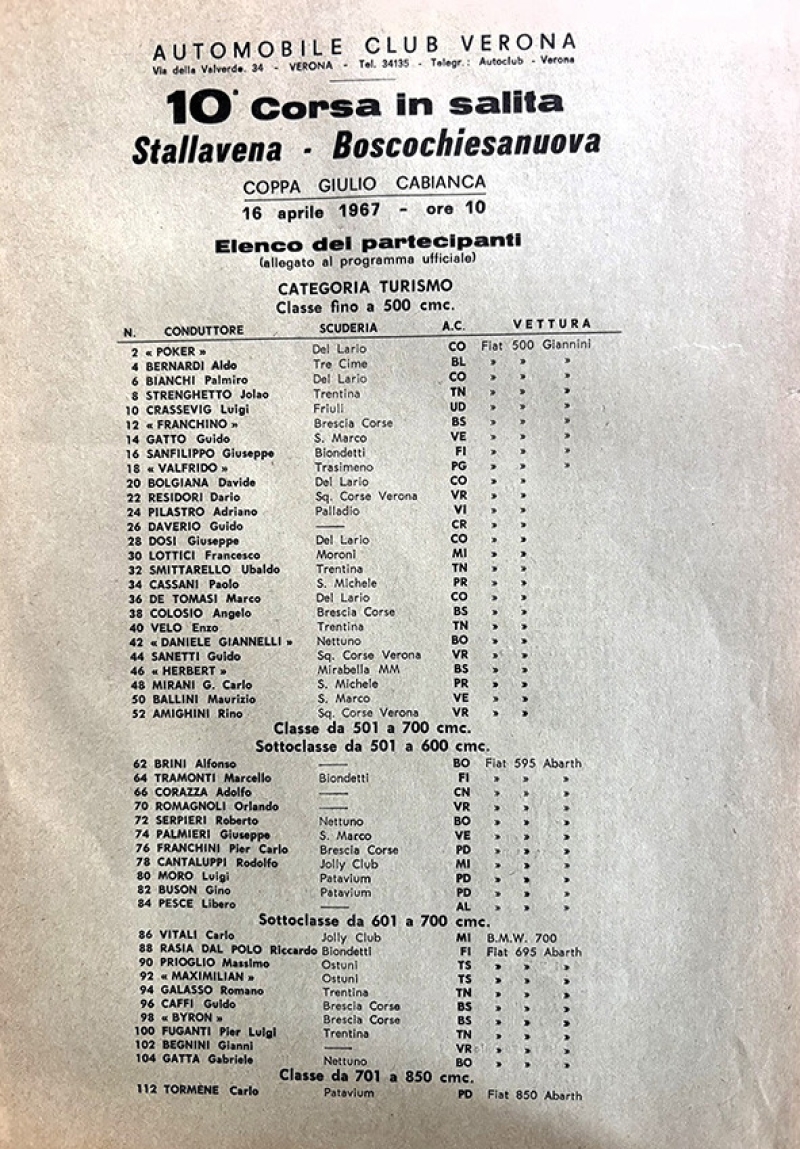 AUTOMOBILE CLUB VERONA
Via della Valverde, 34 - VERONA - Tel. 34135 - Telegr.: Autoclub - Verona
10° Corsa in salita
Stallavena - Boscochiesanuova
COPPA GIULIO CABIANCA
16 aprile 1967 - ore 10
Elenco dei partecipanti
(allegato al programma ufficiale)
CATEGORIA TURISMO
Classe fino a 500 cmc.
N. CONDUTTORE SCUDERIA A.C. VETTURA
2 « POKER » Del Lario CO Fiat 500 Giannini
4 BERNARDI Aldo Tre Cime BL » » »
6 BIANCHI Palmiro Del Lario CO » » »
8 STRENGHETTO Jolao Trentina TN » » »
10 CRASSEVIG Luigi Friuli UD » » »
12 « FRANCHINO » Brescia Corse BS » » »
14 GATTO Guido S. Marco VE » » »
16 SANFILIPPO Giuseppe Biondetti FI » » »
18 « VALFRIDO » Trasimeno PG » » »
20 BOLGIANA Davide Del Lario CO » »
22 RESIDORI Dario Sq. Corse Verona VR » »
24 PILASTRO Adriano Palladio VI » »
26 DAVERIO Guido —— CR » »
28 DOSI Giuseppe Del Lario CO » »
30 LOTTICI Francesco Moroni MI » »
32 SMITTARELLO Ubaldo Trentina TN » »
34 CASSANI Paolo S. Michele PR » »
36 DE TOMASI Marco Del Lario CO » »
38 COLOSIO Angelo Brescia Corse BS » »
40 VELO Enzo Trentina TN » »
42 « DANIELE GIANNELLI » Nettuno BO » »
44 SANETTI Guido Sq. Corse Verona VR » »
46 « HERBERT » Mirabella MM BS » »
48 MIRANI G. Carlo S. Michele PR » »
50 BALLINI Maurizio S. Marco VE » »
52 AMIGHINI Rino Sq. Corse Verona VR » »
Classe da 501 a 700 cmc.
Sottoclasse da 501 a 600 cmc.
62 BRINI Alfonso —— BO Fiat 595 Abarth
64 TRAMONTI Marcello Biondetti FI » » »
66 CORAZZA Adolfo —— CN » » »
70 ROMAGNOLI Orlando —— VR » » »
72 SERPIERI Roberto Nettuno BO » » »
74 PALMIERI Giuseppe S. Marco VE » » »
76 FRANCHINI Pier Carlo Brescia Corse PD » » »
78 CANTALUPPI Rodolfo Jolly Club MI » » »
80 MORO Luigi Patavium PD » » »
82 BUSON Gino Patavium PD » » »
84 PESCE Libero —— AL » » »
Sottoclasse da 601 a 700 cmc.
86 VITALI Carlo Jolly Club MI B.M.W. 700
88 RASIA DAL POLO Riccardo Biondetti FI Fiat 695 Abarth
90 PRIOGLIO Massimo Ostuni TS » » »
92 « MAXIMILIAN » Ostuni TS » » »
94 GALASSO Romano Trentina TN » » »
96 CAFFI Guido Brescia Corse BS » » »
98 « BYRON » Brescia Corse BS » » »
100 FUGANTI Pier Luigi Trentina TN » » »
102 BEGNINI Gianni —— VR » » »
104 GATTA Gabriele Nettuno BO » » »
Classe da 701 a 850 cmc.
112 TORMENE Carlo Patavium PD Fiat 850 Abarth